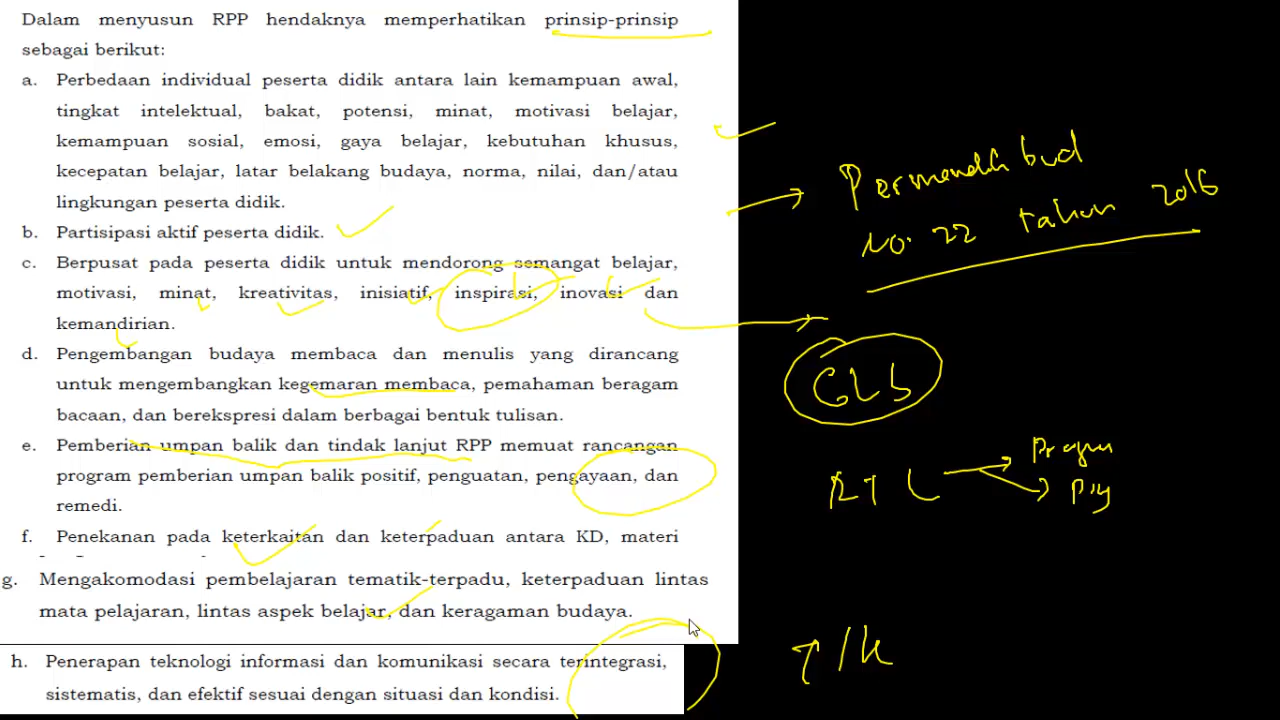 Dalam menyusun RPP hendaknya memperhatikan prinsip-prinsip
sebagai berikut:
a. Perbedaan individual peserta didik antara lain kemampuan awal,
tingkat intelektual, bakat, potensi, minat, motivasi belajar,
kemampuan sosial, emosi, gaya belajar, kebutuhan khusus,
kecepatan belajar, latar belakang budaya, norma, nilai, dan/atau
lingkungan peserta didik.
b. Partisipasi aktif peserta didik.
c. Berpusat pada peserta didik untuk mendorong semangat belajar,
motivasi, minat, kreativitas, inisiatif, inspirasi, inovasi dan
kemandirian.
d. Pengembangan budaya membaca dan menulis yang dirancang
untuk mengembangkan kegemaran membaca, pemahaman beragam
bacaan, dan berekspresi dalam berbagai bentuk tulisan.
e. Pemberian umpan balik dan tindak lanjut RPP memuat rancangan
program pemberian umpan balik positif, penguatan, pengayaan, dan
remedi.
f. Penekanan pada keterkaitan dan keterpaduan antara KD, materi
g. Mengakomodasi pembelajaran tematik-terpadu, keterpaduan lintas
mata pelajaran, lintas aspek belajar, dan keragaman budaya.
h. Penerapan teknologi informasi dan komunikasi secara terintegrasi,
sistematis, dan efektif sesuai dengan situasi dan kondisi.
Permendikbud
No. 22 tahun 2016
RTL